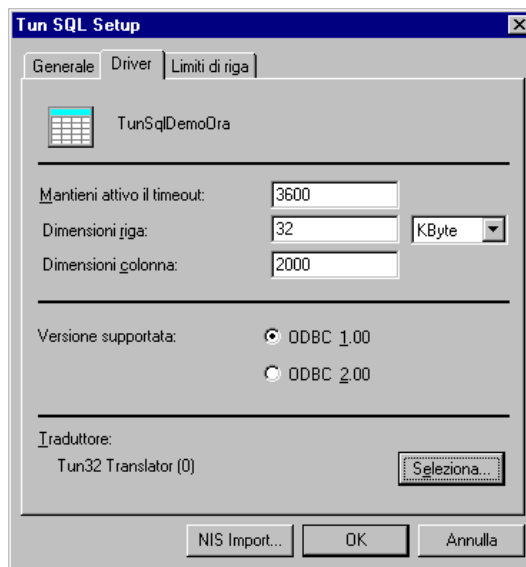 Tun SQL Setup
Generale Driver Limiti di riga
TunSqlDemoOra
Mantieni attivo il timeout: 3600
Dimensioni riga: 32 KByte
Dimensioni colonna: 2000
Versione supportata: ODBC 1.00
ODBC 2.00
Traduttore:
Tun32 Translator (0) Seleziona...
NIS Import... OK Annulla